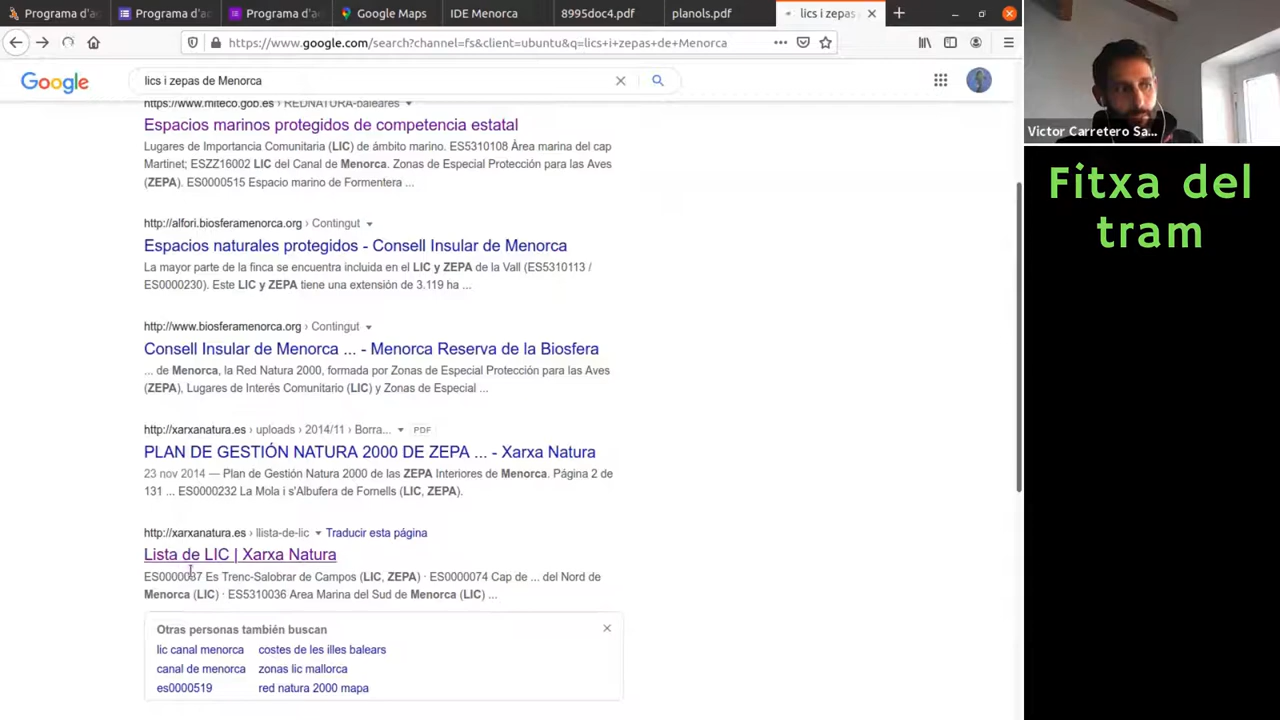 Programa d'a
Programa d'a
Programa d'a
Google Maps
IDE Menorca
8995doc4.pdf
planols.pdf
lics i zepas
https://www.google.com/search?channel=fs&client=ubuntu&q=lics+i+zepas+de+Menorca
Google
lics i zepas de Menorca
https://www.miteco.gob.es › REDNATURA-baleares
Espacios marinos protegidos de competencia estatal
Lugares de Importancia Comunitaria (LIC) de ámbito marino. ES5310108 Àrea marina del cap
Martinet; ESZZ16002 LIC del Canal de Menorca. Zonas de Especial Protección para las Aves
(ZEPA). ES0000515 Espacio marino de Formentera ...
http://alfori.biosferamenorca.org › Contingut
Espacios naturales protegidos - Consell Insular de Menorca
La mayor parte de la finca se encuentra incluida en el LIC y ZEPA de la Vall (ES5310113 /
ES0000230). Este LIC y ZEPA tiene una extensión de 3.119 ha ...
http://www.biosferamenorca.org › Contingut
Consell Insular de Menorca ... - Menorca Reserva de la Biosfera
... de Menorca, la Red Natura 2000, formada por Zonas de Especial Protección para las Aves
(ZEPA), Lugares de Interés Comunitario (LIC) y Zonas de Especial ...
http://xarxanatura.es › uploads › 2014/11 › Borra... PDF
PLAN DE GESTIÓN NATURA 2000 DE ZEPA ... - Xarxa Natura
23 nov 2014 — Plan de Gestión Natura 2000 de las ZEPA Interiores de Menorca. Página 2 de
131 ... ES0000232 La Mola i s'Albufera de Fornells (LIC, ZEPA).
http://xarxanatura.es › llista-de-lic Traducir esta página
Lista de LIC | Xarxa Natura
ES0000037 Es Trenc-Salobrar de Campos (LIC, ZEPA) · ES0000074 Cap de ... del Nord de
Menorca (LIC) · ES5310036 Area Marina del Sud de Menorca (LIC) ...
Otras personas también buscan
lic canal menorca
costes de les illes balears
canal de menorca
zonas lic mallorca
es0000519
red natura 2000 mapa
Victor Carretero Sa...
Fitxa del
tram